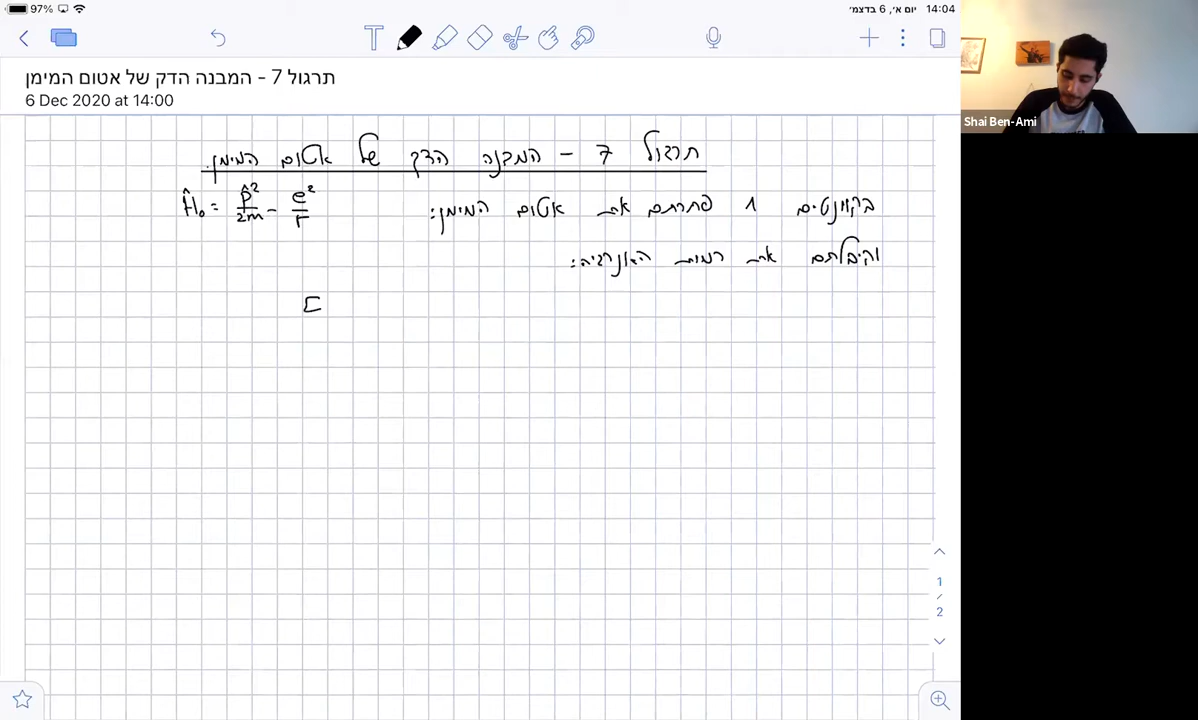 97%
14:04 יום א׳, 6 בדצמ׳
תרגול 7 - המבנה הדק של אטום המימן
6 Dec 2020 at 14:00
Shai Ben-Ami
תרגול 7 – המבנה הדק של אטום המימן
בקוונטים 1 פתרתם את אטום המימן: Ĥ₀ = p̂²/2m - e²/r
וקיבלתם את רמות האנרגיה:
E
1
/
2